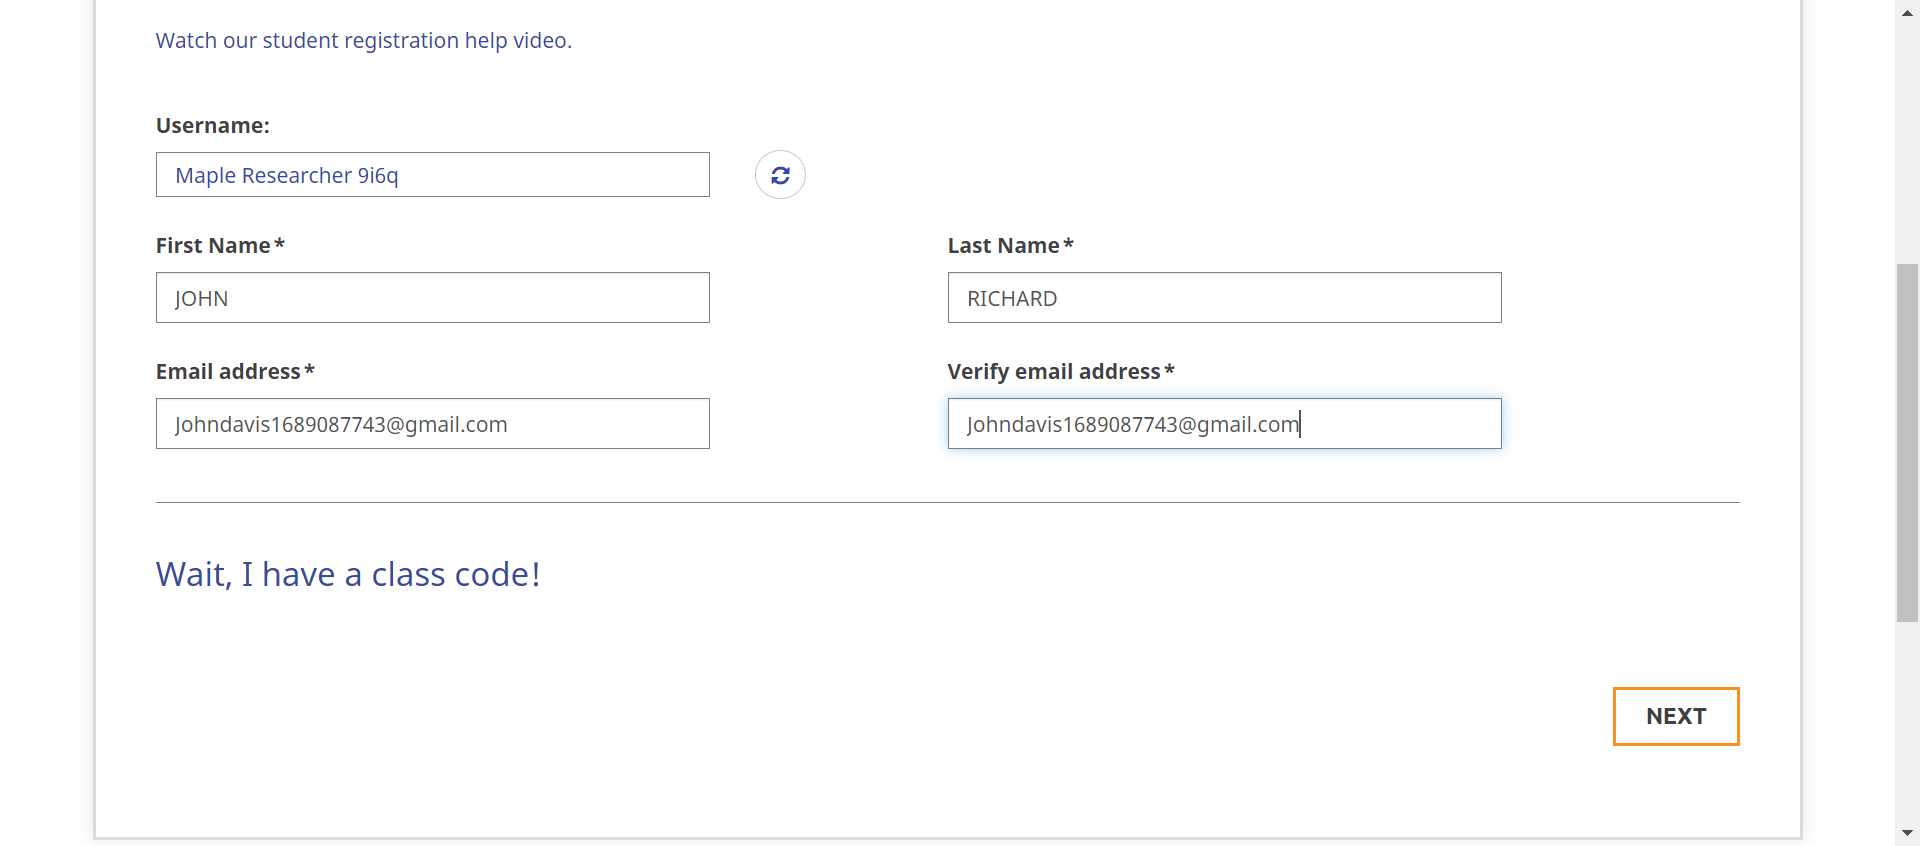 Watch our student registration help video.
Username:
Maple Researcher 9i6q
First Name*
Last Name*
JOHN
RICHARD
Email address*
Verify email address*
Johndavis1689087743@gmail.com
Johndavis1689087743@gmail.com
Wait, I have a class code!
NEXT